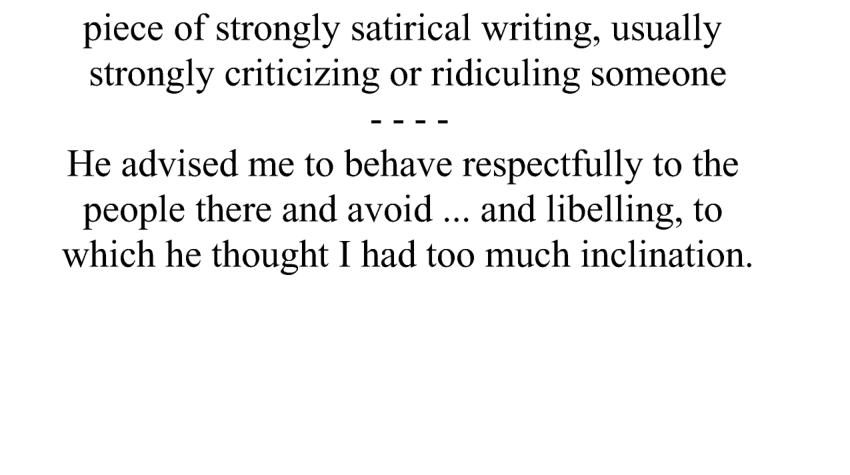 piece of strongly satirical writing, usually
strongly criticizing or ridiculing someone
- - - -
He advised me to behave respectfully to the
people there and avoid ... and libelling, to
which he thought I had too much inclination.